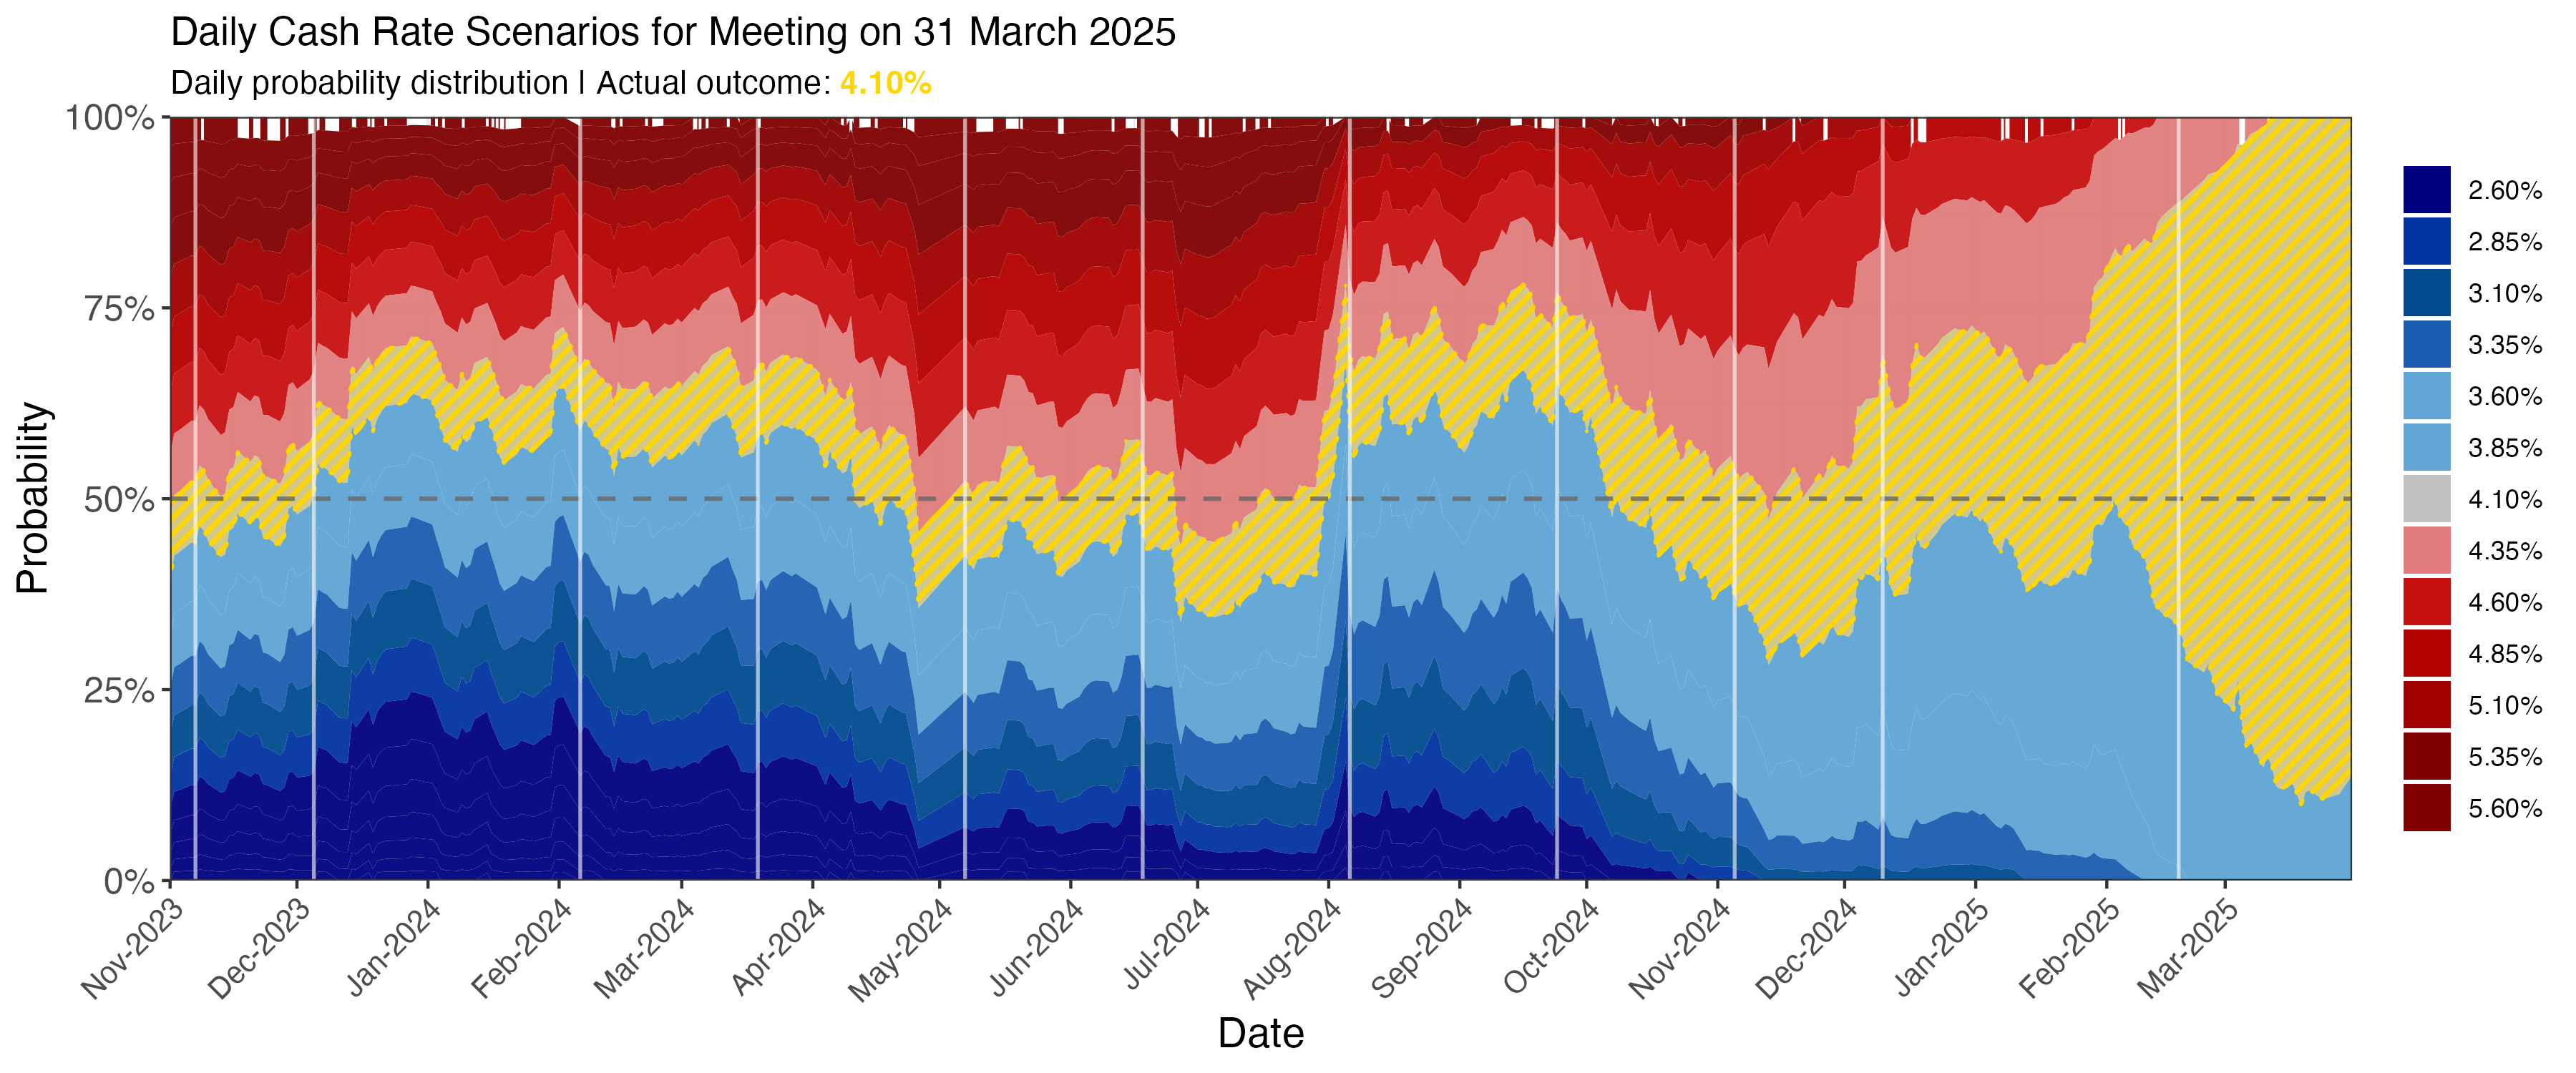 Daily Cash Rate Scenarios for Meeting on 31 March 2025
Daily probability distribution | Actual outcome: 4.10%
Probability
100%
75%
50%
25%
0%
Nov-2023
Dec-2023
Jan-2024
Feb-2024
Mar-2024
Apr-2024
May-2024
Jun-2024
Jul-2024
Aug-2024
Sep-2024
Oct-2024
Nov-2024
Dec-2024
Jan-2025
Feb-2025
Mar-2025
Date
2.60%
2.85%
3.10%
3.35%
3.60%
3.85%
4.10%
4.35%
4.60%
4.85%
5.10%
5.35%
5.60%